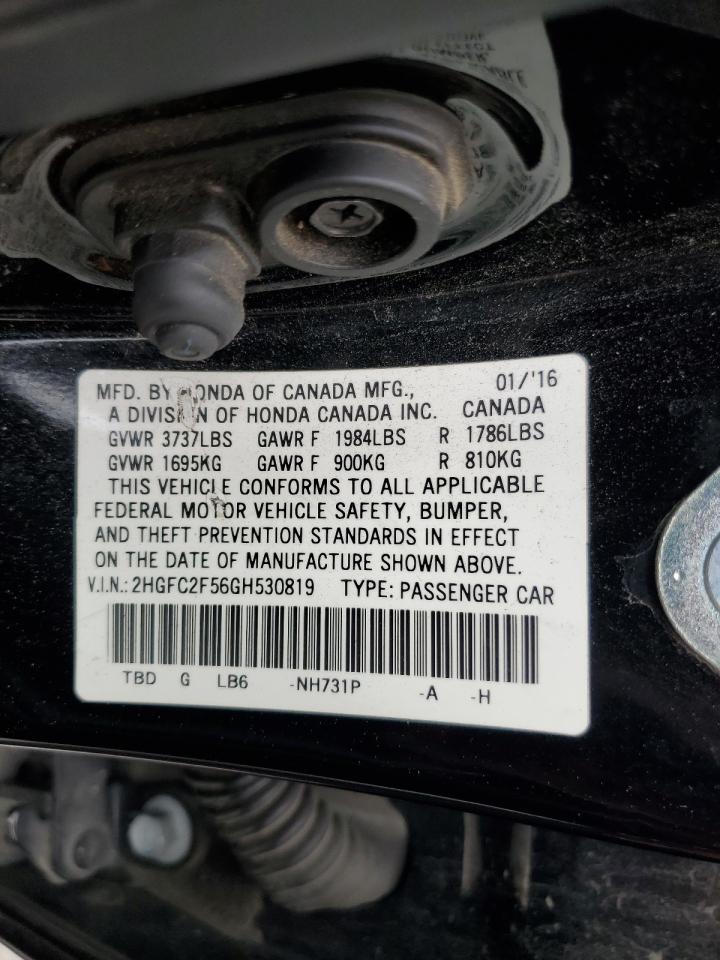 MFD. BY HONDA OF CANADA MFG., 01/'16
A DIVISION OF HONDA CANADA INC. CANADA
GVWR 3737LBS GAWR F 1984LBS R 1786LBS
GVWR 1695KG GAWR F 900KG R 810KG
THIS VEHICLE CONFORMS TO ALL APPLICABLE
FEDERAL MOTOR VEHICLE SAFETY, BUMPER,
AND THEFT PREVENTION STANDARDS IN EFFECT
ON THE DATE OF MANUFACTURE SHOWN ABOVE.
V.I.N.: 2HGFC2F56GH530819 TYPE: PASSENGER CAR
TBD G LB6 -NH731P -A -H